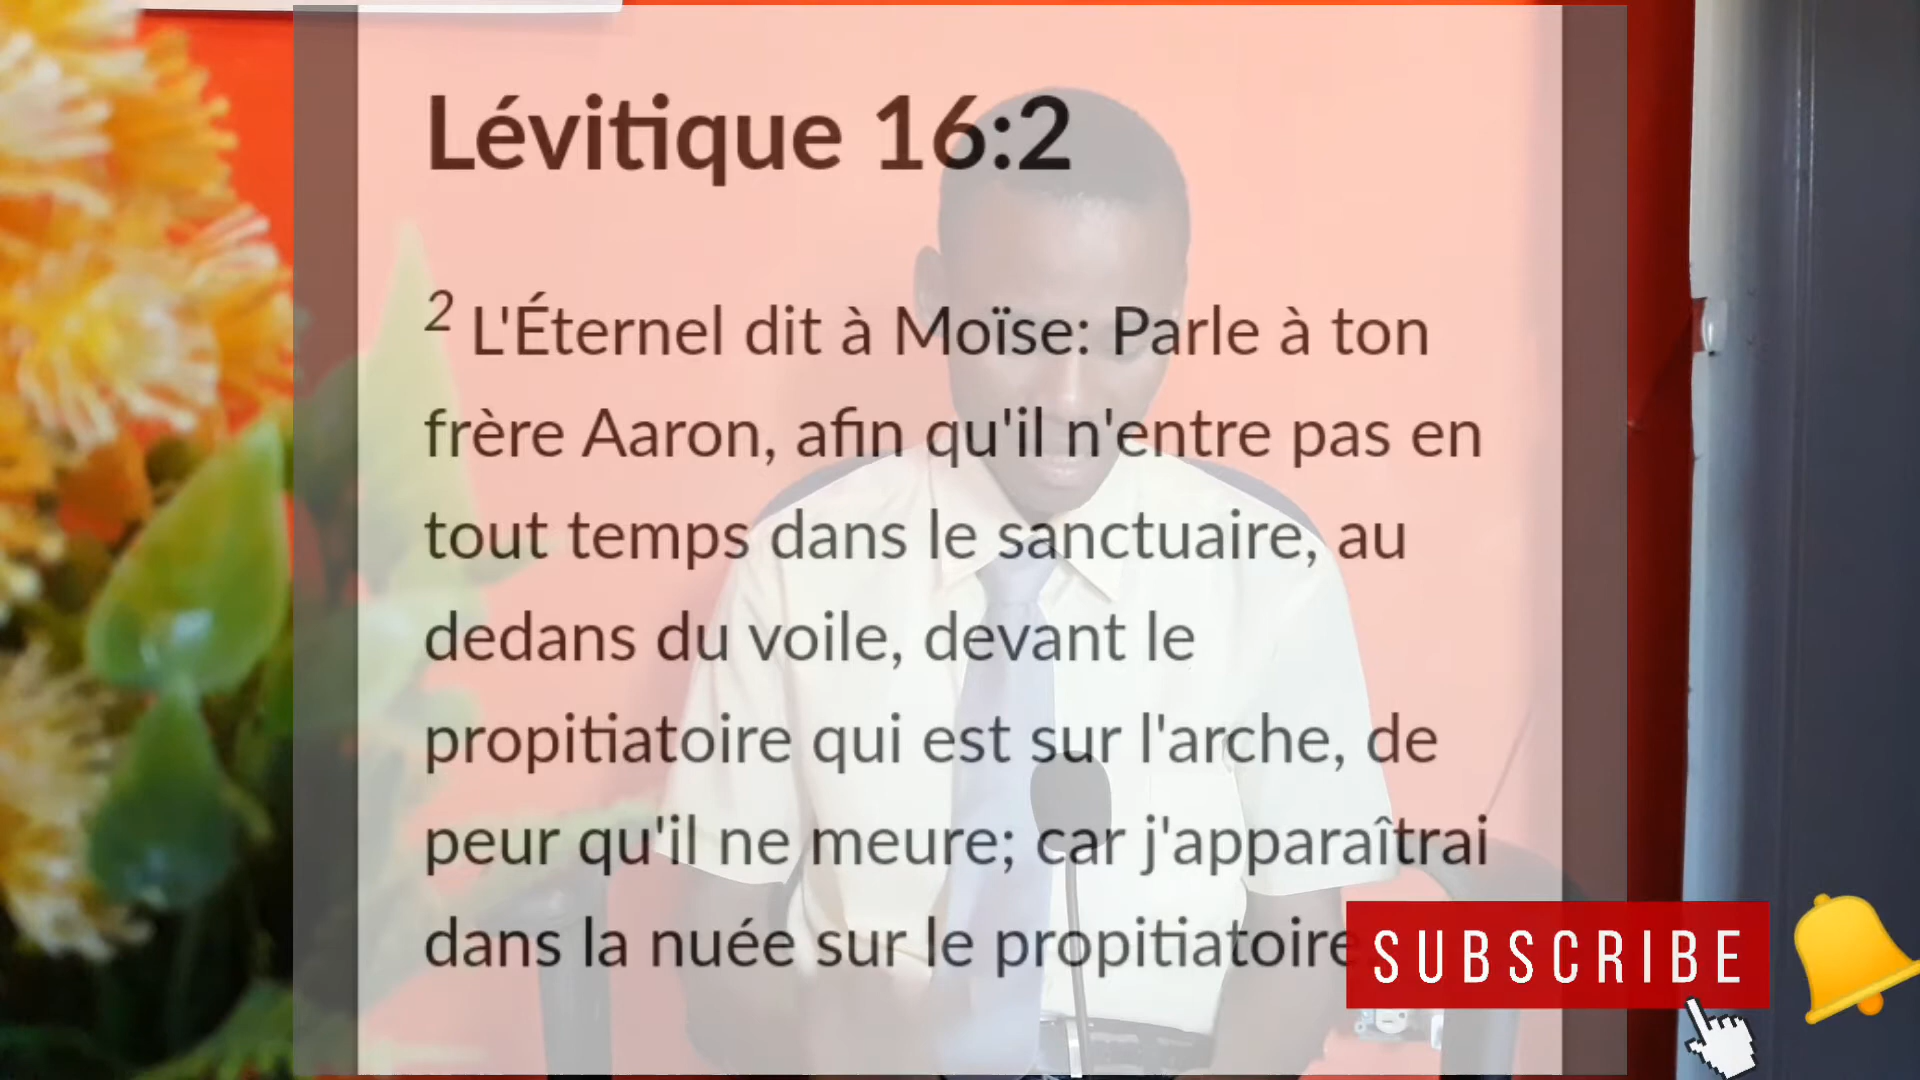 Lévitique 16:2
2 L'Éternel dit à Moïse: Parle à ton
frère Aaron, afin qu'il n'entre pas en
tout temps dans le sanctuaire, au
dedans du voile, devant le
propitiatoire qui est sur l'arche, de
peur qu'il ne meure; car j'apparaîtrai
dans la nuée sur le propitiatoire
SUBSCRIBE